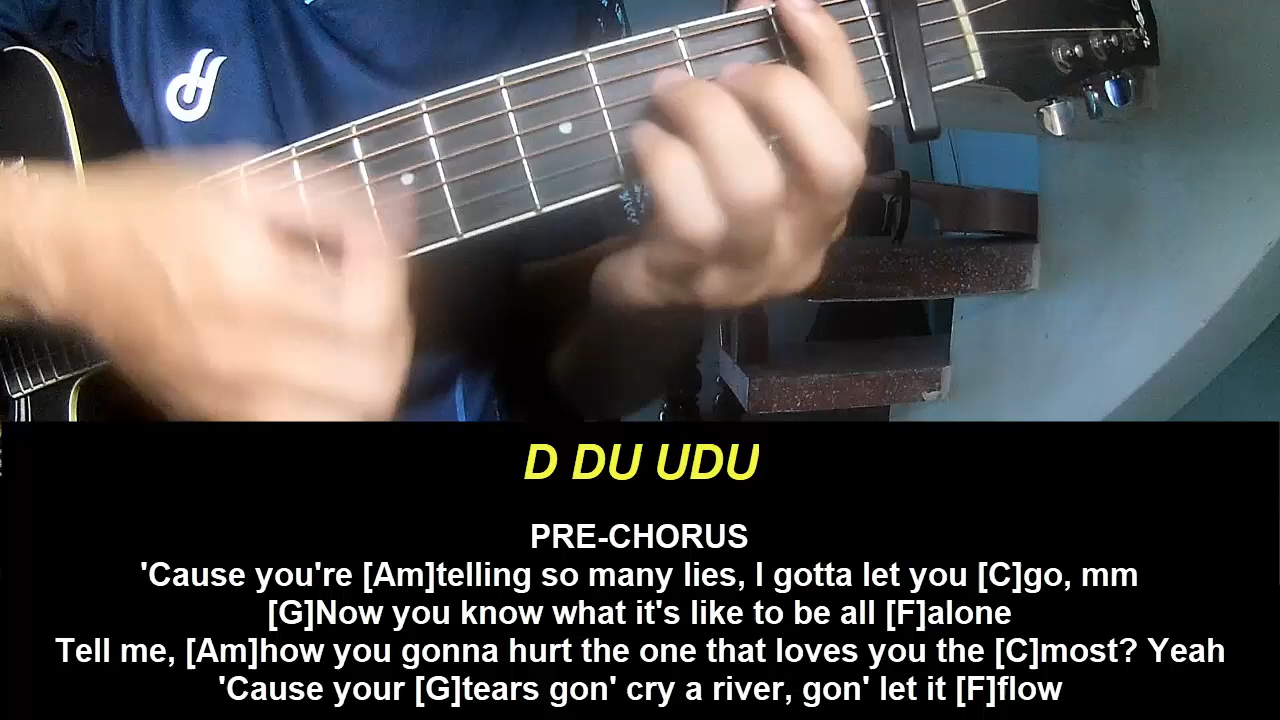 D DU UDU
PRE-CHORUS
'Cause you're [Am]telling so many lies, I gotta let you [C]go, mm
[G]Now you know what it's like to be all [F]alone
Tell me, [Am]how you gonna hurt the one that loves you the [C]most? Yeah
'Cause your [G]tears gon' cry a river, gon' let it [F]flow